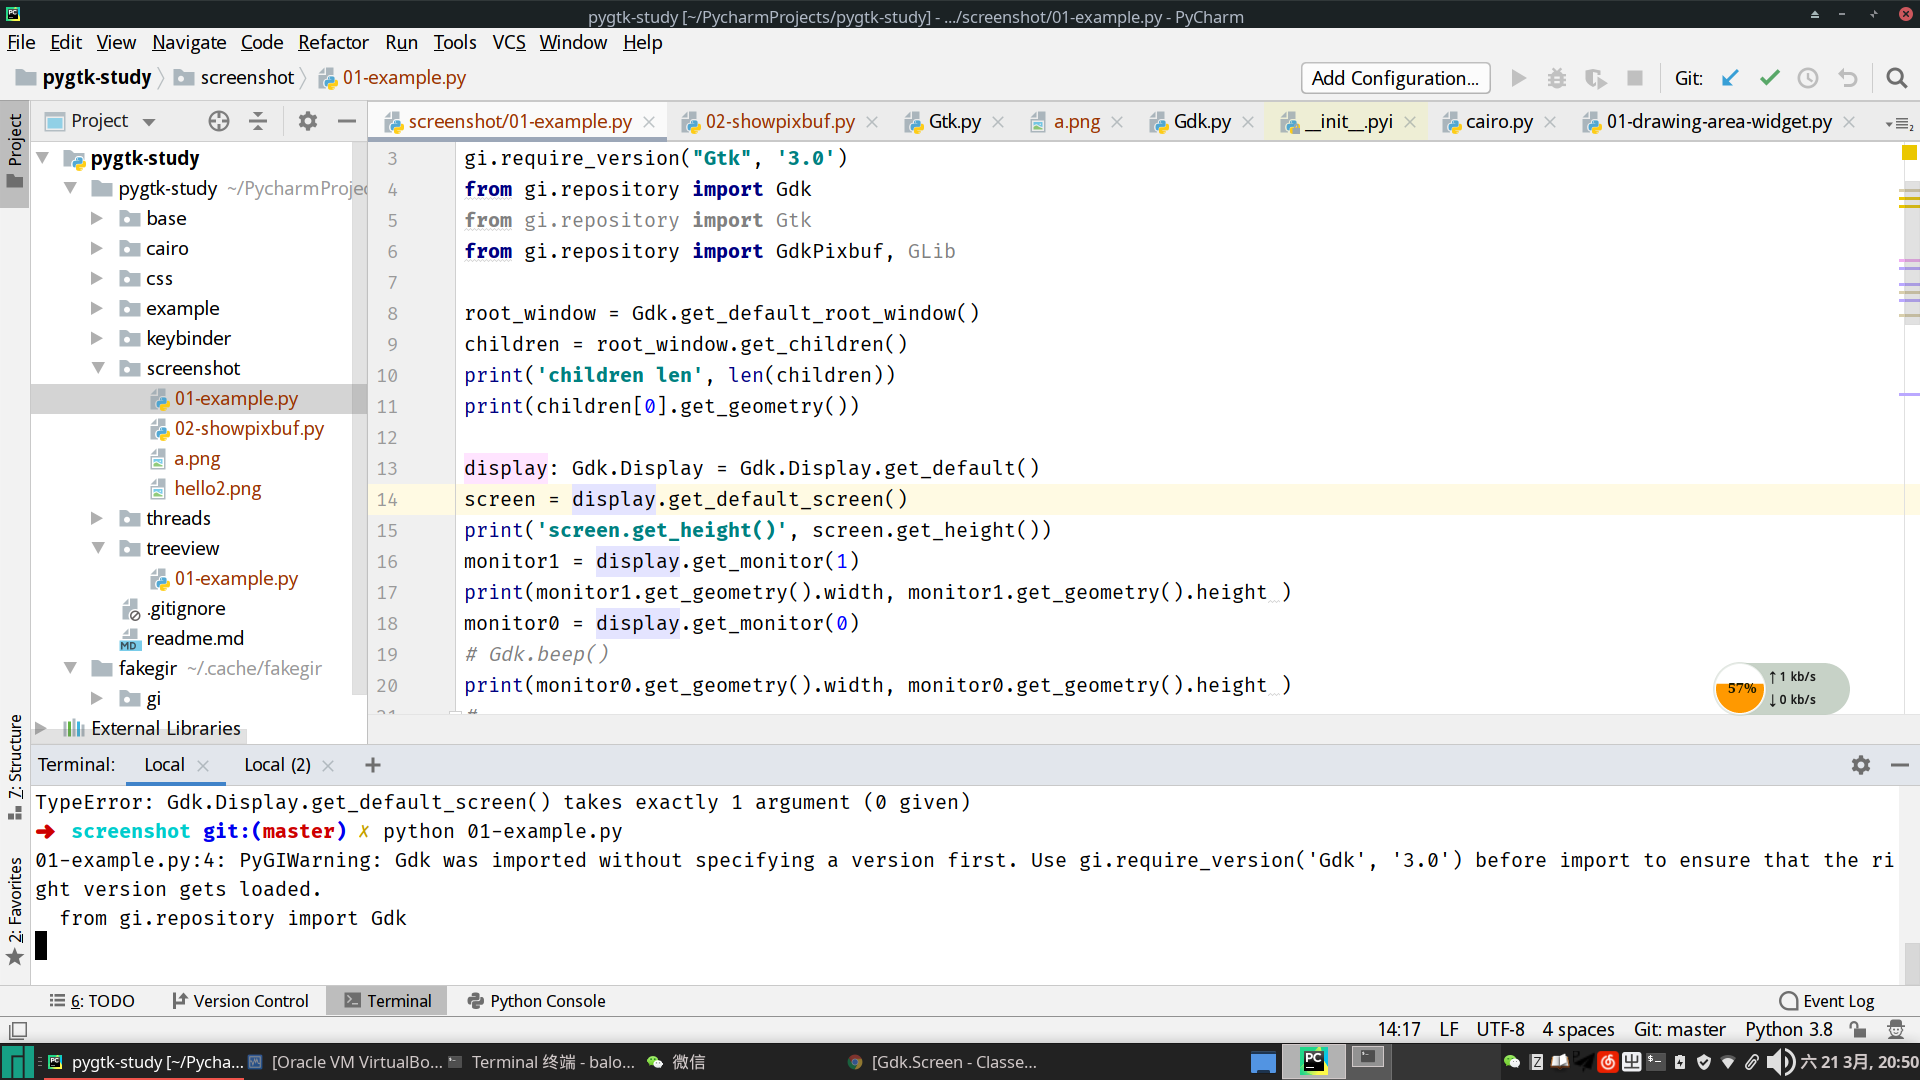 pygtk-study [~/PycharmProjects/pygtk-study] - .../screenshot/01-example.py - PyCharm
File Edit View Navigate Code Refactor Run Tools VCS Window Help
pygtk-study screenshot 01-example.py Add Configuration... Git:
Project screenshot/01-example.py 02-showpixbuf.py Gtk.py a.png Gdk.py __init__.pyi cairo.py 01-drawing-area-widget.py
Project
pygtk-study
pygtk-study ~/PycharmProjec
base
cairo
css
example
keybinder
screenshot
01-example.py
02-showpixbuf.py
a.png
hello2.png
threads
treeview
01-example.py
.gitignore
readme.md
fakegir ~/.cache/fakegir
gi
External Libraries
3 gi.require_version("Gtk", '3.0')
4 from gi.repository import Gdk
5 from gi.repository import Gtk
6 from gi.repository import GdkPixbuf, GLib
7
8 root_window = Gdk.get_default_root_window()
9 children = root_window.get_children()
10 print('children len', len(children))
11 print(children[0].get_geometry())
12
13 display: Gdk.Display = Gdk.Display.get_default()
14 screen = display.get_default_screen()
15 print('screen.get_height()', screen.get_height())
16 monitor1 = display.get_monitor(1)
17 print(monitor1.get_geometry().width, monitor1.get_geometry().height )
18 monitor0 = display.get_monitor(0)
19 # Gdk.beep()
20 print(monitor0.get_geometry().width, monitor0.get_geometry().height )
57% ↑ 1 kb/s
↓ 0 kb/s
7: Structure
2: Favorites
Terminal: Local Local (2) +
TypeError: Gdk.Display.get_default_screen() takes exactly 1 argument (0 given)
➜ screenshot git:(master) ✗ python 01-example.py
01-example.py:4: PyGIWarning: Gdk was imported without specifying a version first. Use gi.require_version('Gdk', '3.0') before import to ensure that the ri
ght version gets loaded.
from gi.repository import Gdk
6: TODO Version Control Terminal Python Console Event Log
14:17 LF UTF-8 4 spaces Git: master Python 3.8
pygtk-study [~/Pycha... [Oracle VM VirtualBo... Terminal 终端 - balo... 微信 [Gdk.Screen - Classe... 六 21 3月, 20:50